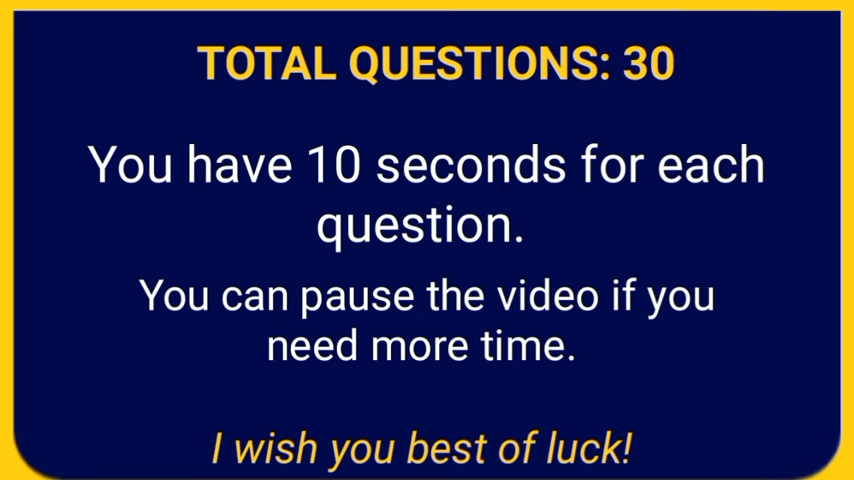 TOTAL QUESTIONS: 30
You have 10 seconds for each
question.
You can pause the video if you
need more time.
I wish you best of luck!